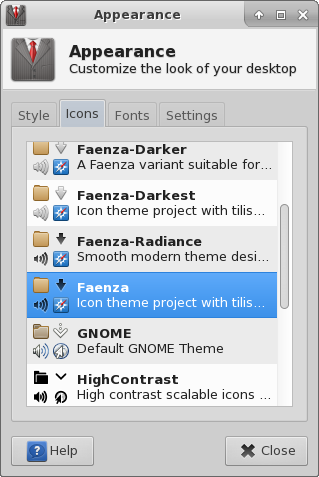 Appearance
Appearance
Customize the look of your desktop
Style Icons Fonts Settings
Faenza-Darker
A Faenza variant suitable for...
Faenza-Darkest
Icon theme project with tilis...
Faenza-Radiance
Smooth modern theme desi...
Faenza
Icon theme project with tilis...
GNOME
Default GNOME Theme
HighContrast
High contrast scalable icons ...
Help Close